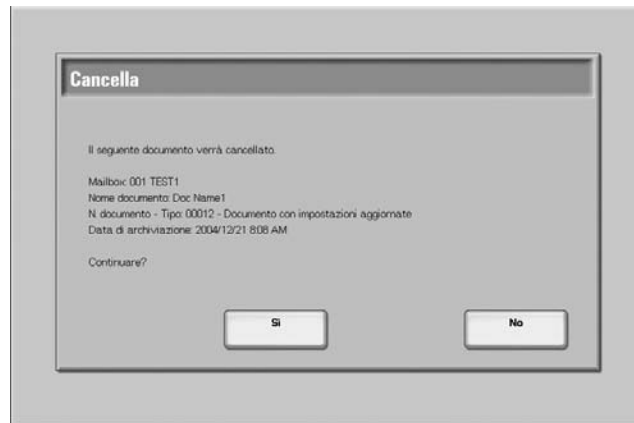 Cancella
Il seguente documento verrà cancellato.
Mailbox: 001 TEST1
Nome documento: Doc Name1
N. documento - Tipo: 00012 - Documento con impostazioni aggiornate
Data di archiviazione: 2004/12/21 8:08 AM
Continuare?
Sì No